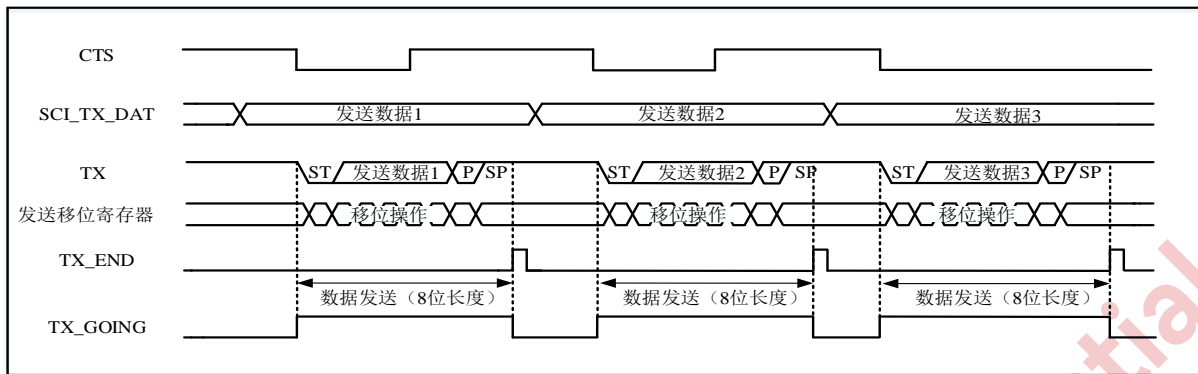 CTS
SCI_TX_DAT 发送数据1 发送数据2 发送数据3
TX ST 发送数据1 P SP ST 发送数据2 P SP ST 发送数据3 P SP
发送移位寄存器 移位操作 移位操作 移位操作
TX_END
数据发送（8位长度） 数据发送（8位长度） 数据发送（8位长度）
TX_GOING